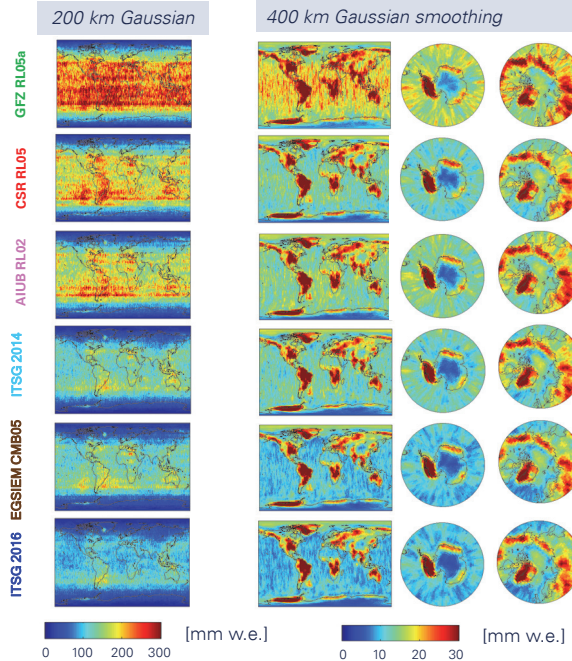 200 km Gaussian
400 km Gaussian smoothing
GFZ RL05a
CSR RL05
AIUB RL02
ITSG 2014
EGSIEM CMB05
ITSG 2016
[mm w.e.]
0 100 200 300
[mm w.e.]
0 10 20 30